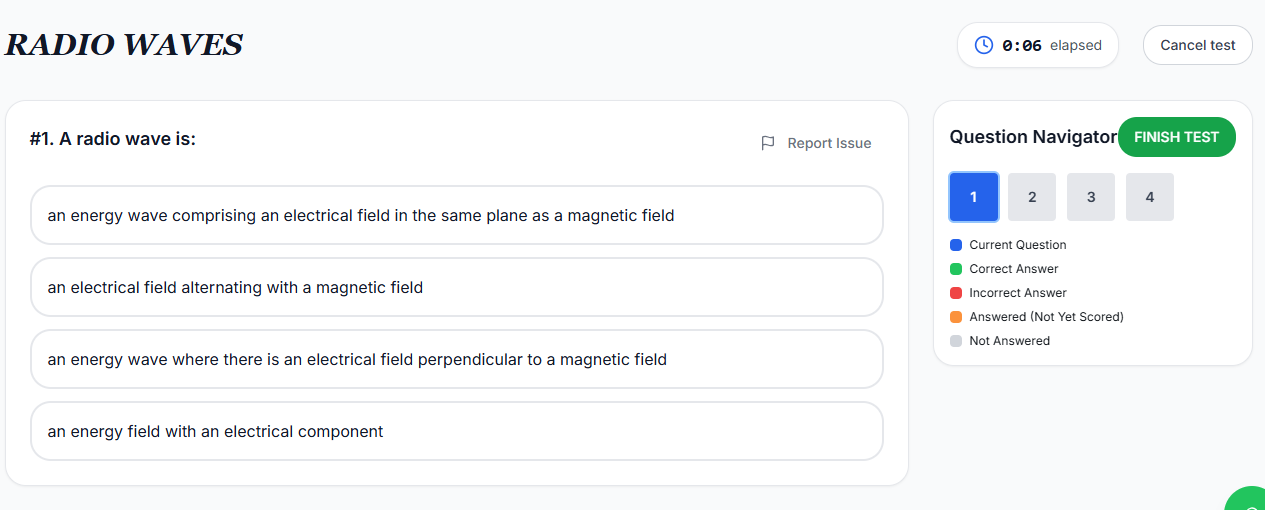 RADIO WAVES
0:06 elapsed
Cancel test
#1. A radio wave is:
Report Issue
an energy wave comprising an electrical field in the same plane as a magnetic field
an electrical field alternating with a magnetic field
an energy wave where there is an electrical field perpendicular to a magnetic field
an energy field with an electrical component
Question Navigator
FINISH TEST
1 2 3 4
Current Question
Correct Answer
Incorrect Answer
Answered (Not Yet Scored)
Not Answered